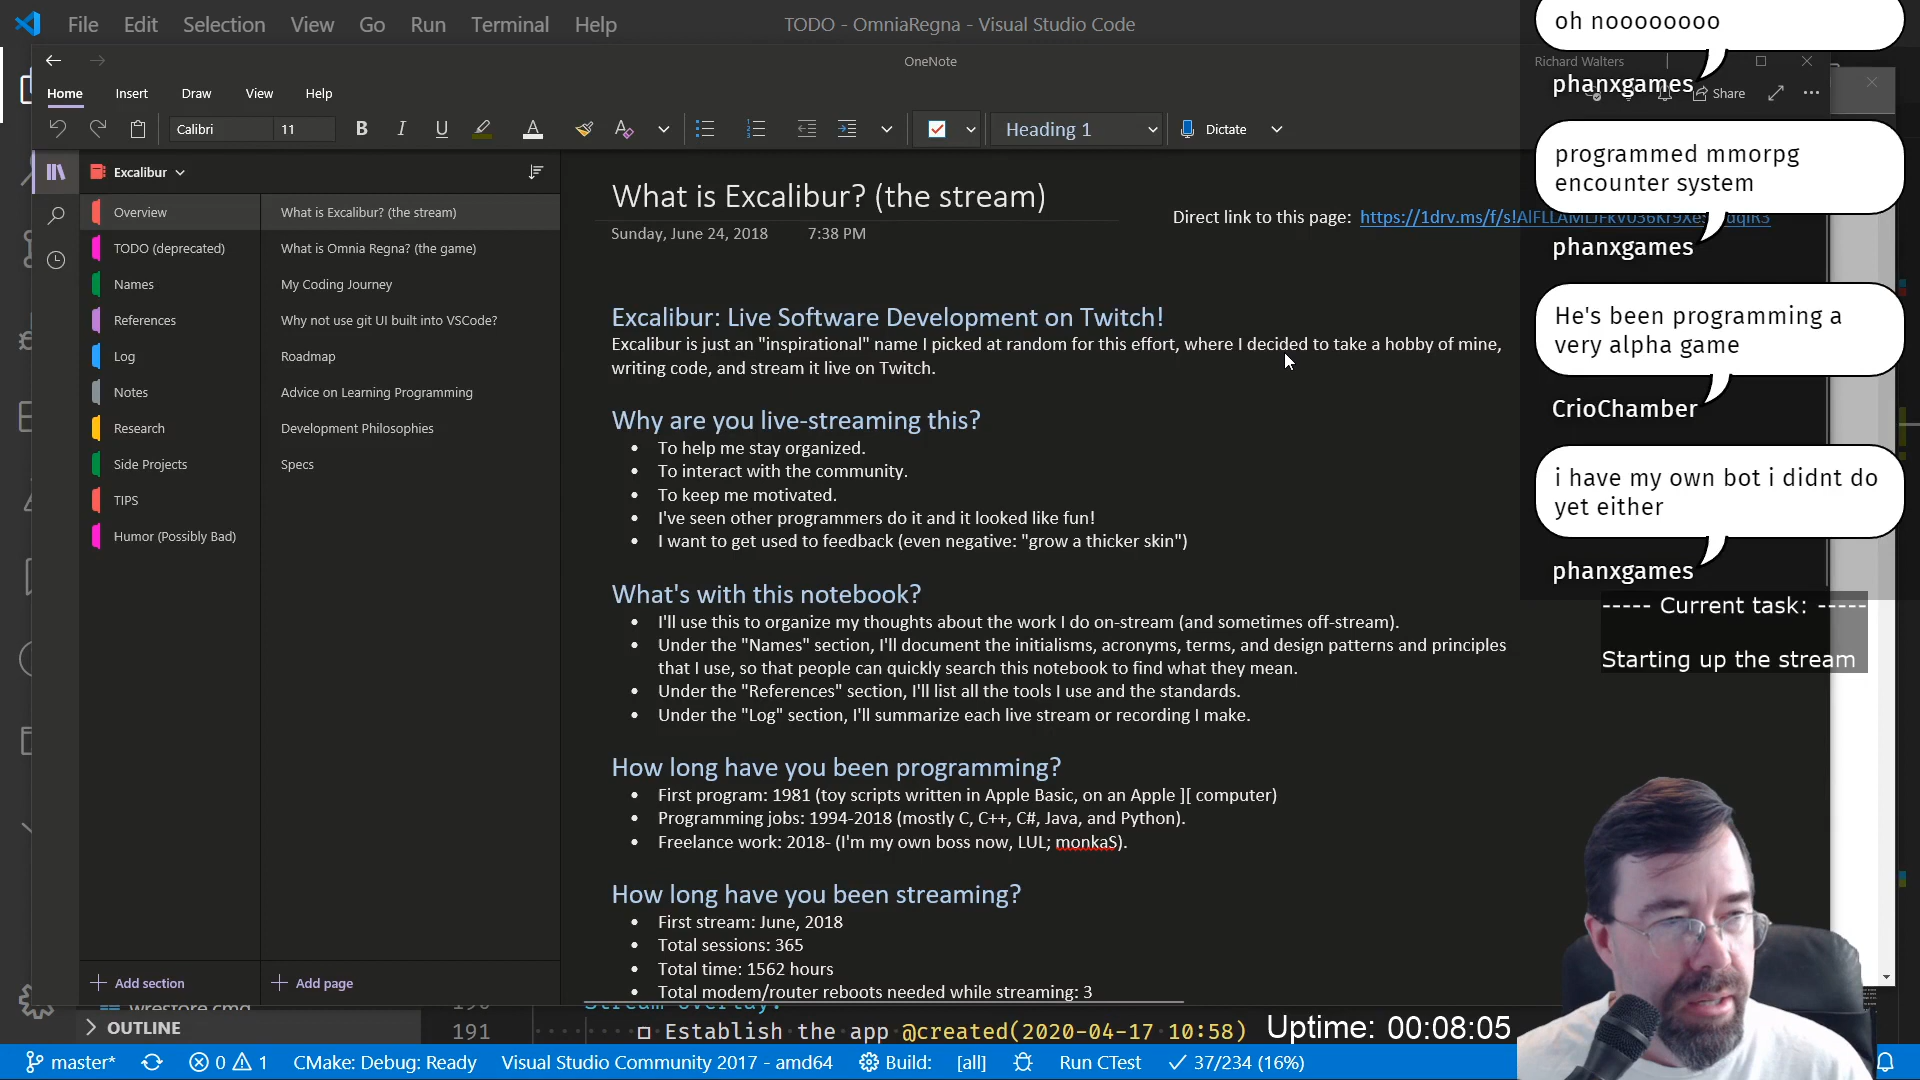 File Edit Selection View Go Run Terminal Help
TODO - OmniaRegna - Visual Studio Code
OneNote
Richard Walters
Home Insert Draw View Help
Share
Calibri 11
B I U A
Heading 1
Dictate
Excalibur
Overview
TODO (deprecated)
Names
References
Log
Notes
Research
Side Projects
TIPS
Humor (Possibly Bad)
Add section
What is Excalibur? (the stream)
What is Omnia Regna? (the game)
My Coding Journey
Why not use git UI built into VSCode?
Roadmap
Advice on Learning Programming
Development Philosophies
Specs
Add page
What is Excalibur? (the stream)
Sunday, June 24, 2018 7:38 PM
Direct link to this page:
Excalibur: Live Software Development on Twitch!
Excalibur is just an "inspirational" name I picked at random for this effort, where I decided to take a hobby of mine,
writing code, and stream it live on Twitch.
Why are you live-streaming this?
• To help me stay organized.
• To interact with the community.
• To keep me motivated.
• I've seen other programmers do it and it looked like fun!
• I want to get used to feedback (even negative: "grow a thicker skin")
What's with this notebook?
• I'll use this to organize my thoughts about the work I do on-stream (and sometimes off-stream).
• Under the "Names" section, I'll document the initialisms, acronyms, terms, and design patterns and principles
that I use, so that people can quickly search this notebook to find what they mean.
• Under the "References" section, I'll list all the tools I use and the standards.
• Under the "Log" section, I'll summarize each live stream or recording I make.
How long have you been programming?
• First program: 1981 (toy scripts written in Apple Basic, on an Apple ][ computer)
• Programming jobs: 1994-2018 (mostly C, C++, C#, Java, and Python).
• Freelance work: 2018- (I'm my own boss now, LUL; monkaS).
How long have you been streaming?
• First stream: June, 2018
• Total sessions: 365
• Total time: 1562 hours
• Total modem/router reboots needed while streaming: 3
oh noooooooo
phanxgames
programmed mmorpg
encounter system
phanxgames
He's been programming a
very alpha game
CrioChamber
i have my own bot i didnt do
yet either
phanxgames
----- Current task: -----
Starting up the stream
OUTLINE
191 Establish the app @created(2020-04-17 10:58)
Uptime: 00:08:05
master* 0 1 CMake: Debug: Ready Visual Studio Community 2017 - amd64 Build: [all] Run CTest 37/234 (16%)